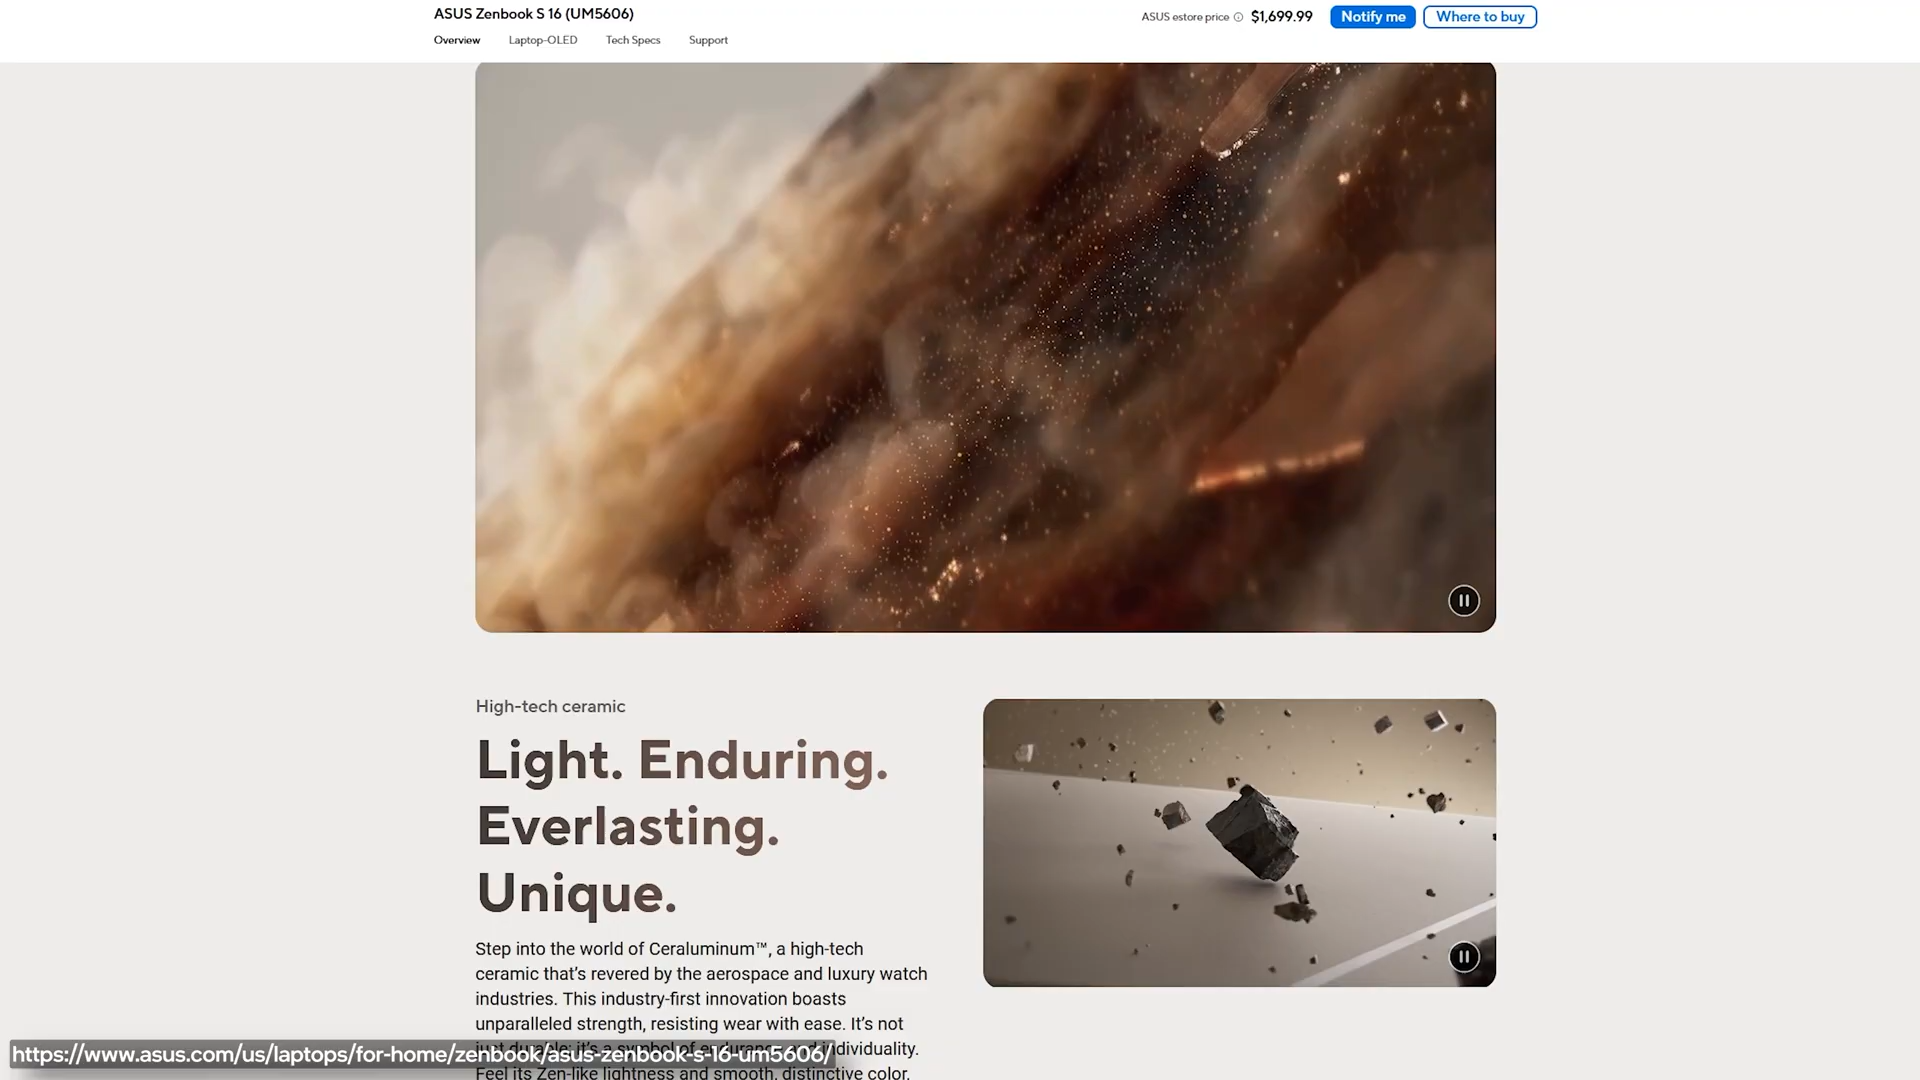 ASUS Zenbook S 16 (UM5606)
ASUS estore price $1,699.99 Notify me Where to buy
Overview Laptop-OLED Tech Specs Support
High-tech ceramic
Light. Enduring.
Everlasting.
Unique.
Step into the world of Ceraluminum™, a high-tech
ceramic that's revered by the aerospace and luxury watch
industries. This industry-first innovation boasts
unparalleled strength, resisting wear with ease. It's not
just durable; it's a symbol of endurance and individuality.
Feel its Zen-like lightness and smooth, distinctive color.
https://www.asus.com/us/laptops/for-home/zenbook/asus-zenbook-s-16-um5606/